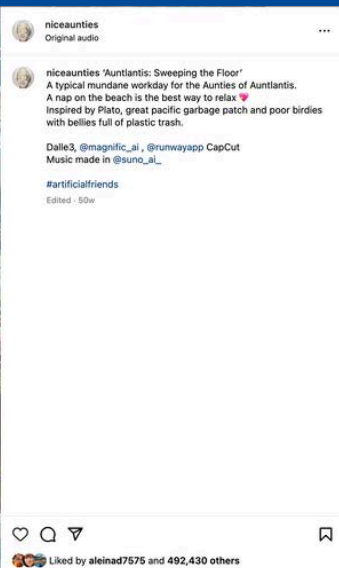 niceaunties
Original audio
niceaunties 'Auntlantis: Sweeping the Floor'
A typical mundane workday for the Aunties of Auntlantis.
A nap on the beach is the best way to relax 💖
Inspired by Plato, great pacific garbage patch and poor birdies
with bellies full of plastic trash.
Dalle3, @magnific_ai , @runwayapp CapCut
Music made in @suno_ai_
#artificialfriends
Edited · 50w
Liked by aleinad7575 and 492,430 others